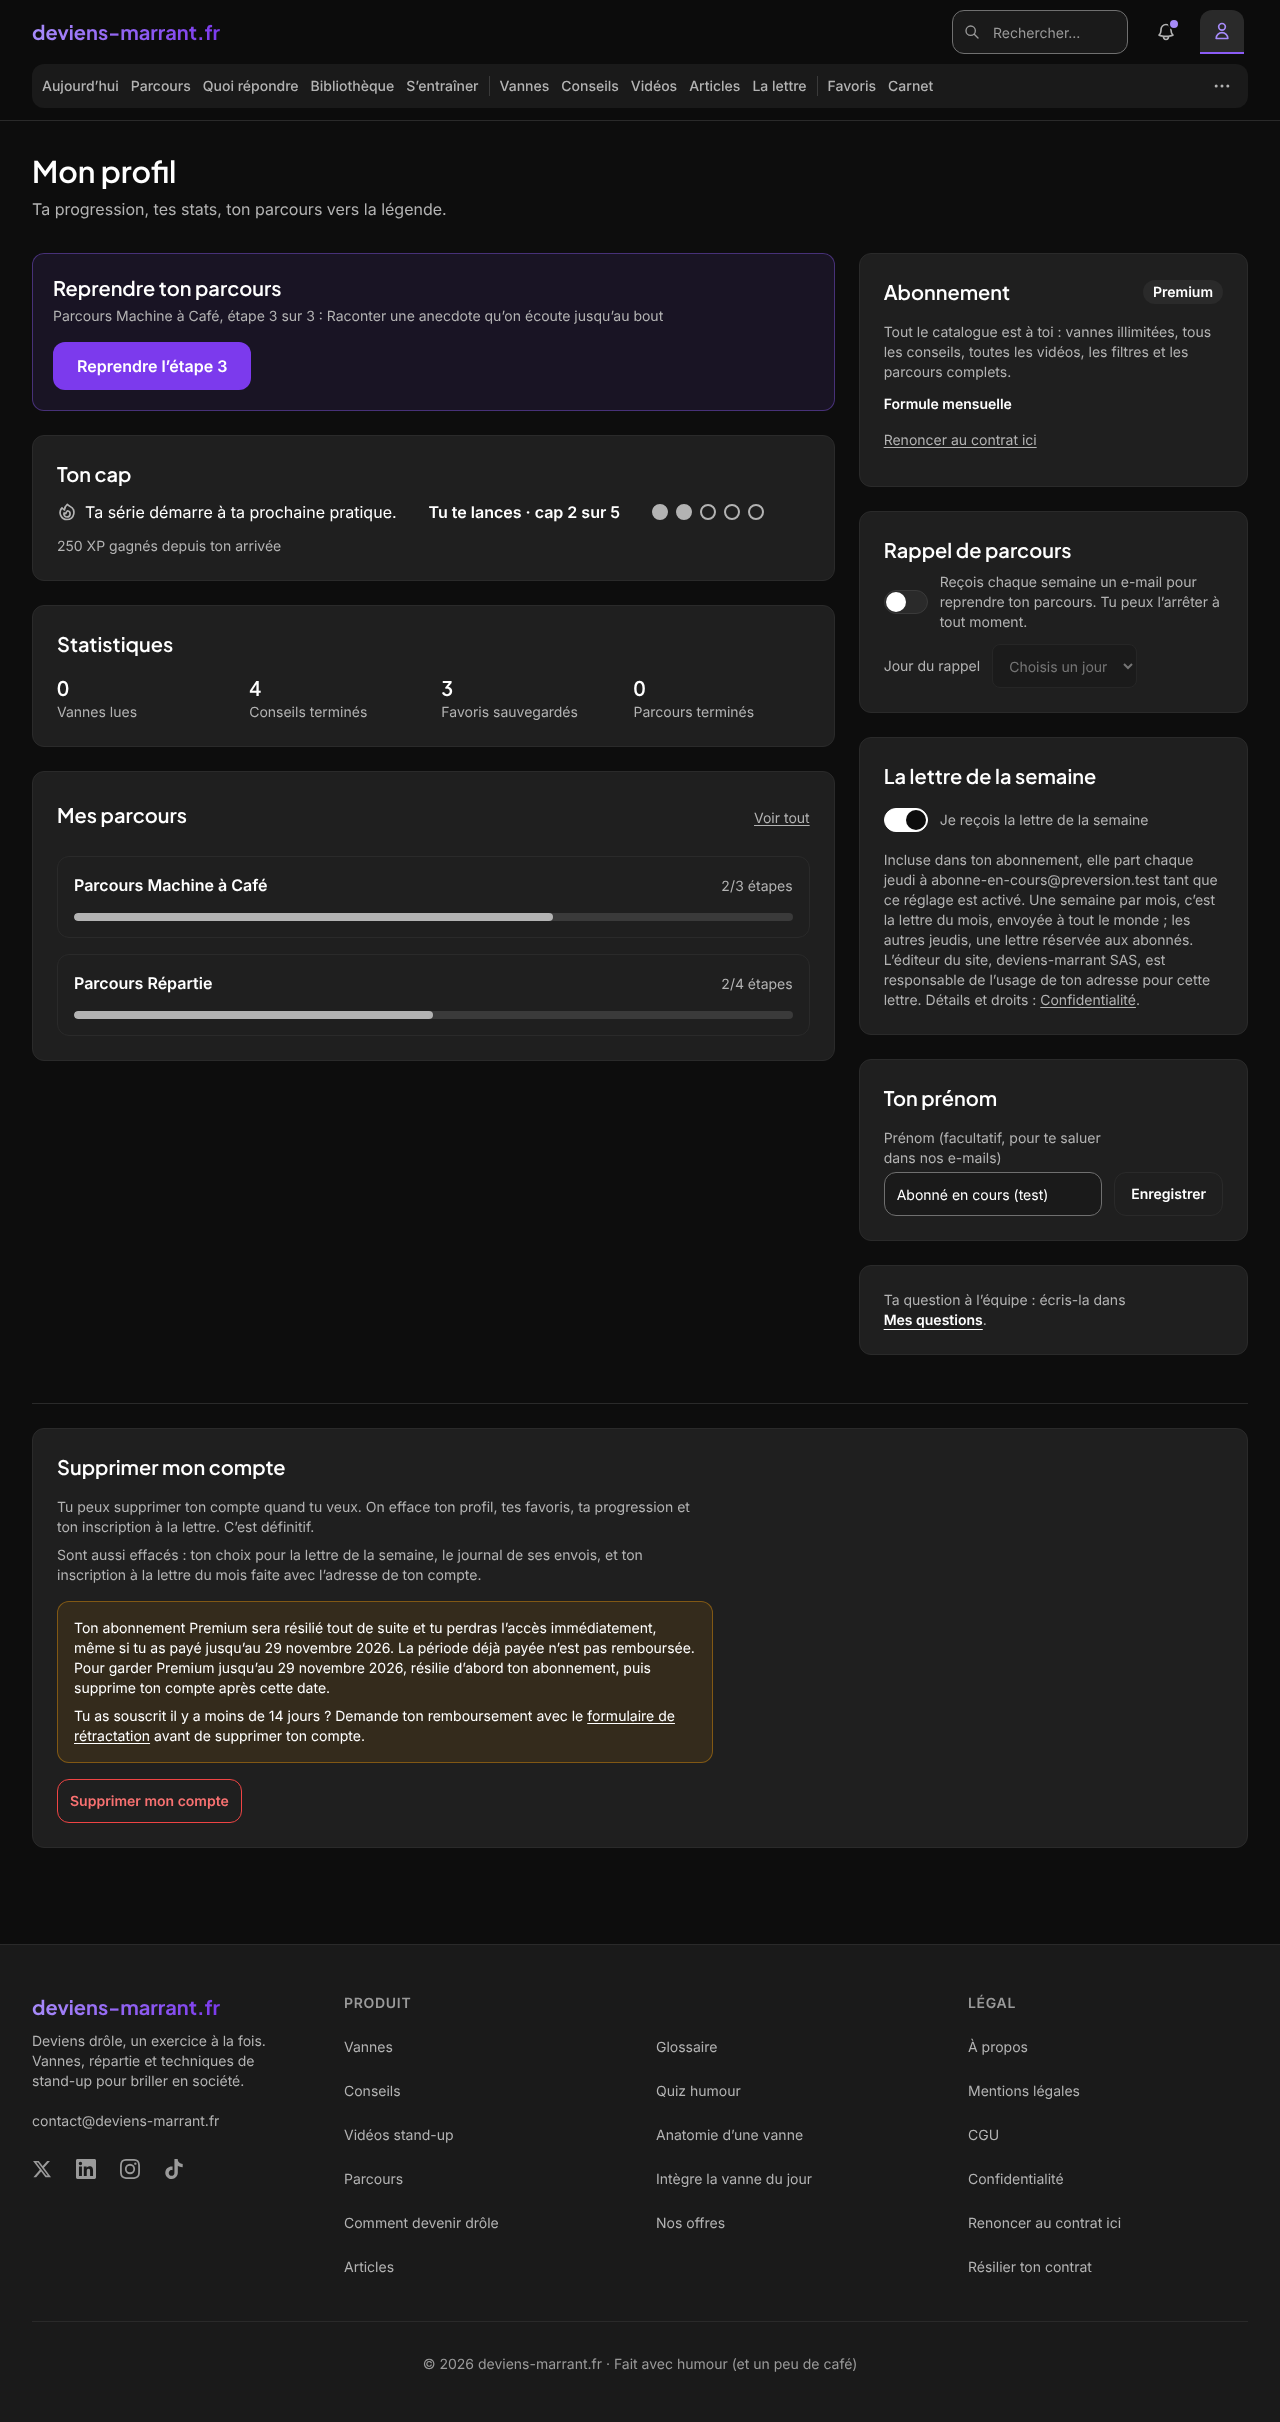 deviens-marrant.fr
Rechercher...
Aujourd’hui Parcours Quoi répondre Bibliothèque S’entraîner Vannes Conseils Vidéos Articles La lettre Favoris Carnet
Mon profil
Ta progression, tes stats, ton parcours vers la légende.
Reprendre ton parcours
Parcours Machine à Café, étape 3 sur 3 : Raconter une anecdote qu’on écoute jusqu’au bout
Reprendre l’étape 3
Ton cap
Ta série démarre à ta prochaine pratique. Tu te lances · cap 2 sur 5
250 XP gagnés depuis ton arrivée
Statistiques
0
Vannes lues
4
Conseils terminés
3
Favoris sauvegardés
0
Parcours terminés
Mes parcours
Voir tout
Parcours Machine à Café
2/3 étapes
Parcours Répartie
2/4 étapes
Abonnement
Premium
Tout le catalogue est à toi : vannes illimitées, tous
les conseils, toutes les vidéos, les filtres et les
parcours complets.
Formule mensuelle
Renoncer au contrat ici
Rappel de parcours
Reçois chaque semaine un e-mail pour
reprendre ton parcours. Tu peux l’arrêter à
tout moment.
Jour du rappel
Choisis un jour
La lettre de la semaine
Je reçois la lettre de la semaine
Incluse dans ton abonnement, elle part chaque
jeudi à abonne-en-cours@preversion.test tant que
ce réglage est activé. Une semaine par mois, c’est
la lettre du mois, envoyée à tout le monde ; les
autres jeudis, une lettre réservée aux abonnés.
L’éditeur du site, deviens-marrant SAS, est
responsable de l’usage de ton adresse pour cette
lettre. Détails et droits : Confidentialité.
Ton prénom
Prénom (facultatif, pour te saluer
dans nos e-mails)
Abonné en cours (test)
Enregistrer
Ta question à l’équipe : écris-la dans
Mes questions.
Supprimer mon compte
Tu peux supprimer ton compte quand tu veux. On efface ton profil, tes favoris, ta progression et
ton inscription à la lettre. C’est définitif.
Sont aussi effacés : ton choix pour la lettre de la semaine, le journal de ses envois, et ton
inscription à la lettre du mois faite avec l’adresse de ton compte.
Ton abonnement Premium sera résilié tout de suite et tu perdras l’accès immédiatement,
même si tu as payé jusqu’au 29 novembre 2026. La période déjà payée n’est pas remboursée.
Pour garder Premium jusqu’au 29 novembre 2026, résilie d’abord ton abonnement, puis
supprime ton compte après cette date.
Tu as souscrit il y a moins de 14 jours ? Demande ton remboursement avec le formulaire de
rétractation avant de supprimer ton compte.
Supprimer mon compte
deviens-marrant.fr
Deviens drôle, un exercice à la fois.
Vannes, répartie et techniques de
stand-up pour briller en société.
contact@deviens-marrant.fr
PRODUIT
Vannes
Conseils
Vidéos stand-up
Parcours
Comment devenir drôle
Articles
Glossaire
Quiz humour
Anatomie d’une vanne
Intègre la vanne du jour
Nos offres
LÉGAL
À propos
Mentions légales
CGU
Confidentialité
Renoncer au contrat ici
Résilier ton contrat
© 2026 deviens-marrant.fr · Fait avec humour (et un peu de café)